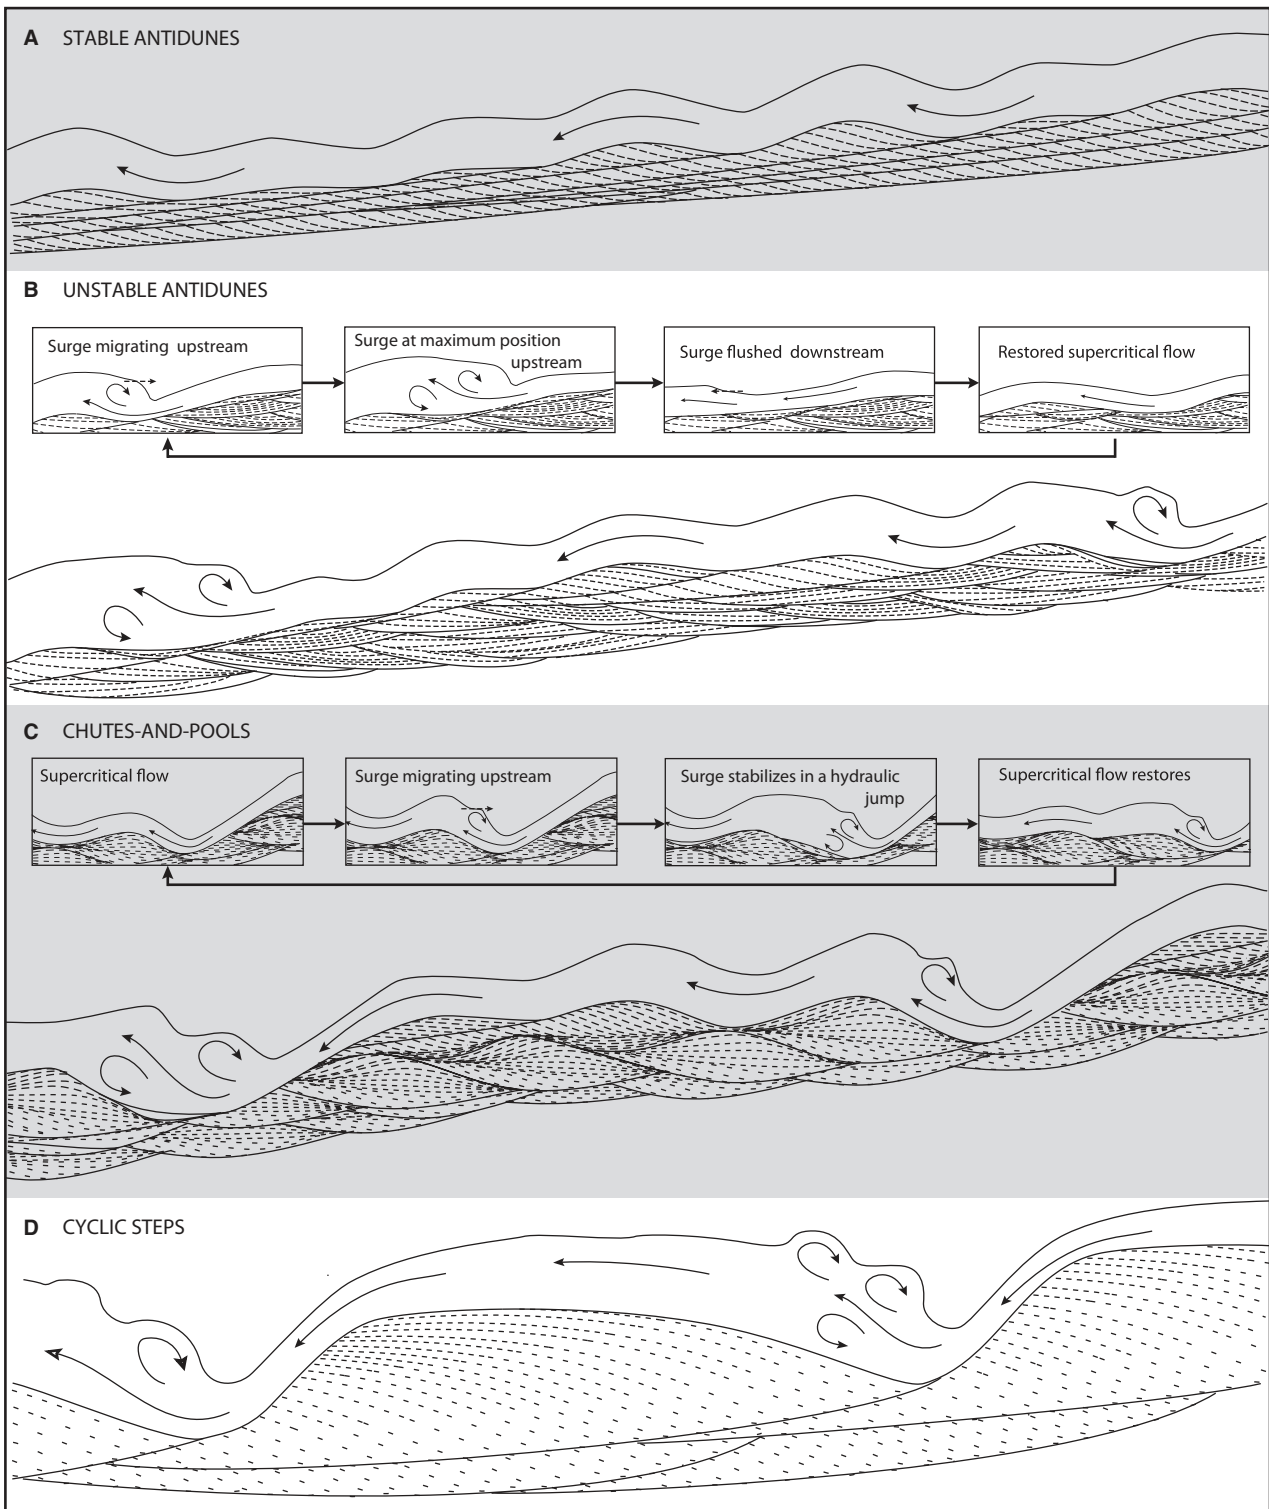 A STABLE ANTIDUNES
B UNSTABLE ANTIDUNES
Surge migrating upstream
Surge at maximum position
upstream
Surge flushed downstream
Restored supercritical flow
C CHUTES-AND-POOLS
Supercritical flow
Surge migrating upstream
Surge stabilizes in a hydraulic
jump
Supercritical flow restores
D CYCLIC STEPS